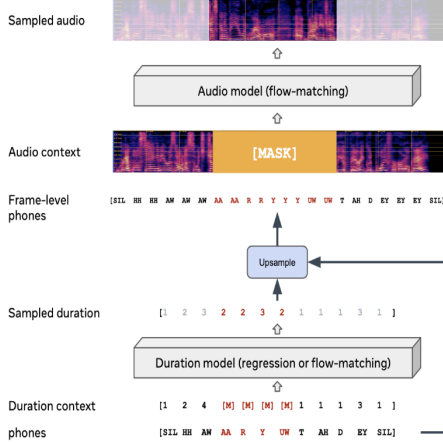 Sampled audio
Audio model (flow-matching)
Audio context
[MASK]
Frame-level
phones
[SIL HH HH AW AW AW AA AA R R Y Y Y UW UW T AH D EY EY EY SIL]
Upsample
Sampled duration
[1 2 3 2 2 3 2 1 1 1 3 1 ]
Duration model (regression or flow-matching)
Duration context
[1 2 4 [M] [M] [M] [M] 1 1 1 3 1 ]
phones
[SIL HH AW AA R Y UW T AH D EY SIL]